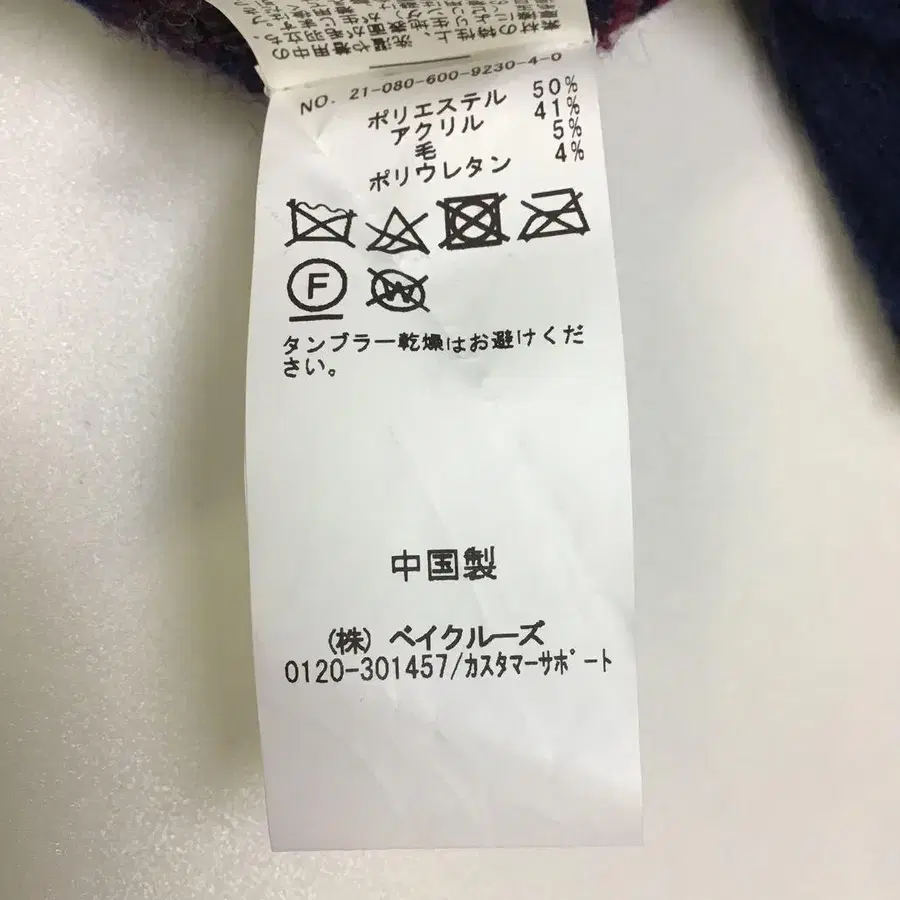 NO. 21-080-600-9230-4-0
ポリエステル 50%
アクリル 41%
毛 5%
ポリウレタン 4%
F
W
タンブラー乾燥はお避けくだ
さい。
中国製
(株) ベイクルーズ
0120-301457/カスタマーサポート